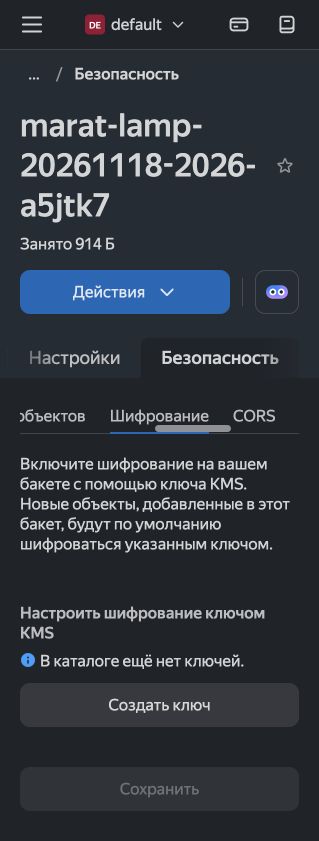 DE default
... / Безопасность
marat-lamp-
20261118-2026-
a5jtk7
Занято 914 Б
Действия
Настройки Безопасность
объектов Шифрование CORS
Включите шифрование на вашем
бакете с помощью ключа KMS.
Новые объекты, добавленные в этот
бакет, будут по умолчанию
шифроваться указанным ключом.
Настроить шифрование ключом
KMS
В каталоге ещё нет ключей.
Создать ключ
Сохранить